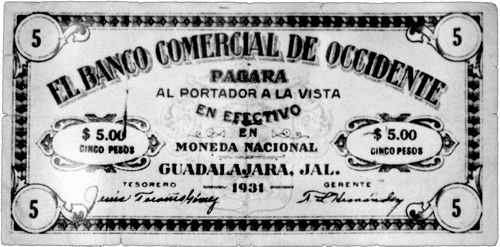 5 5
EL BANCO COMERCIAL DE OCCIDENTE
PAGARA
AL PORTADOR A LA VISTA
EN EFECTIVO
$ 5.00 EN $ 5.00
CINCO PESOS MONEDA NACIONAL CINCO PESOS
GUADALAJARA, JAL.
TESORERO 1931 GERENTE
5 5